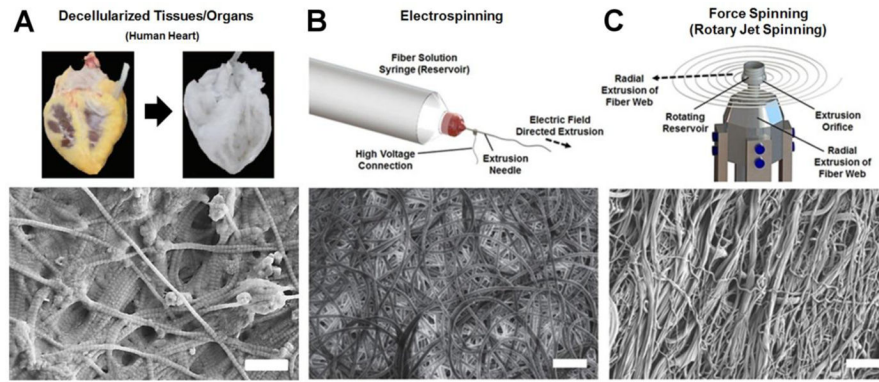 A
Decellularized Tissues/Organs
(Human Heart)
B
Electrospinning
Fiber Solution
Syringe (Reservoir)
Electric Field
Directed Extrusion
High Voltage
Connection
Extrusion
Needle
C
Force Spinning
(Rotary Jet Spinning)
Radial
Extrusion of
Fiber Web
Rotating
Reservoir
Extrusion
Orifice
Radial
Extrusion of
Fiber Web